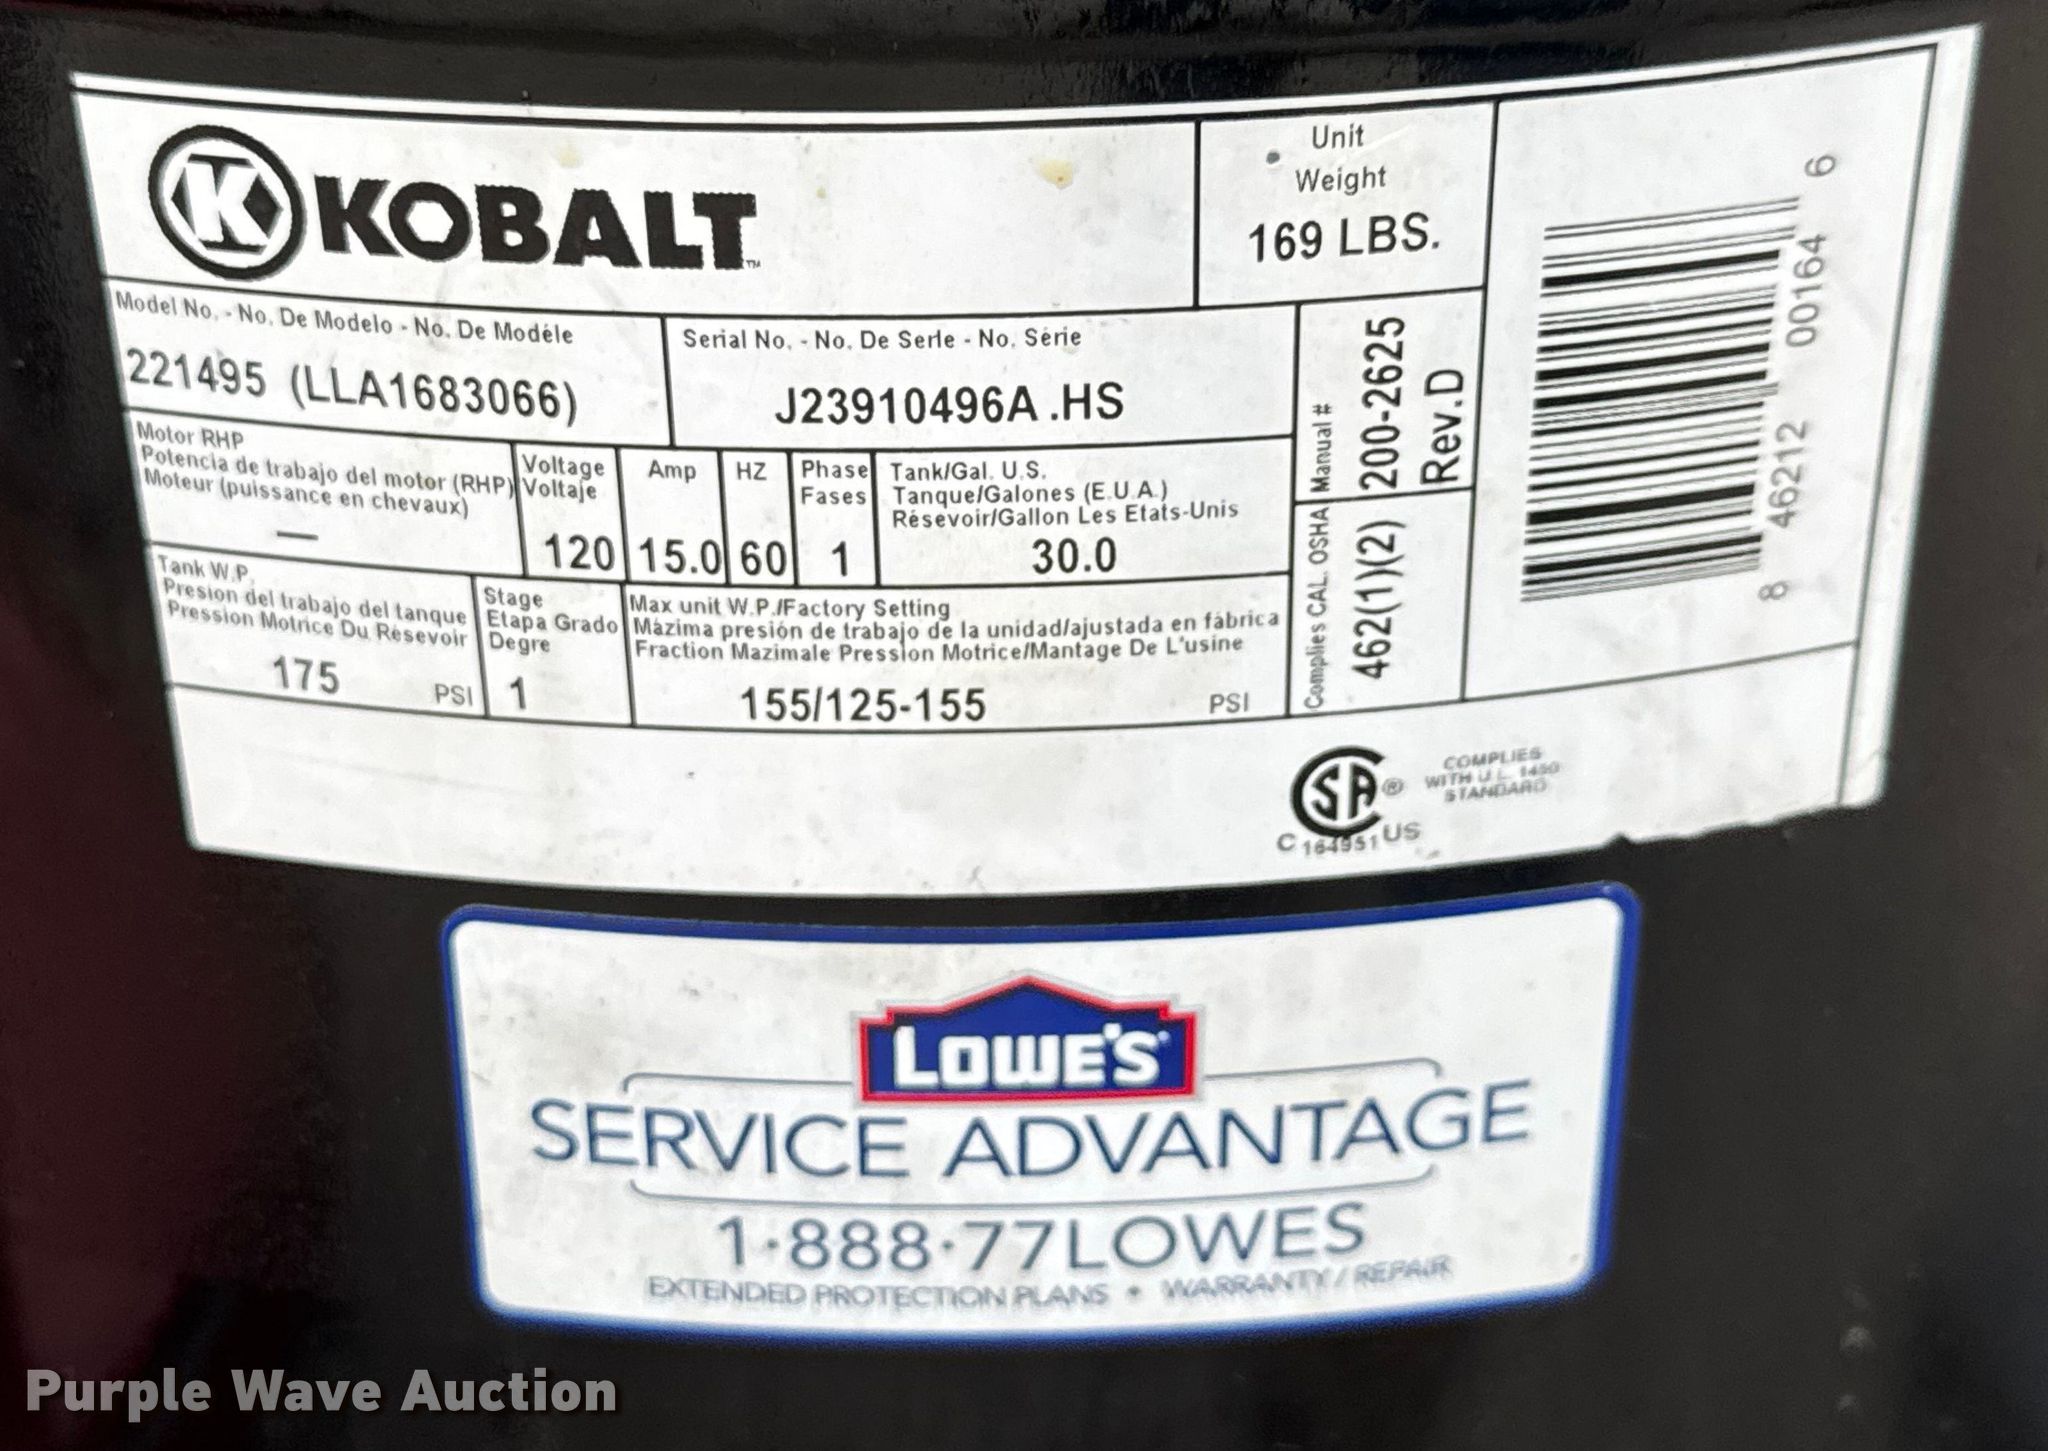 K KOBALT™
Unit
Weight
169 LBS.
Model No. - No. De Modelo - No. De Modéle
221495 (LLA1683066)
Serial No. - No. De Serie - No. Série
J23910496A .HS
Manual # 200-2625
Rev.D
Motor RHP
Potencia de trabajo del motor (RHP)
Moteur (puissance en chevaux)
—
Voltage
Voltaje
120
Amp
15.0
HZ
60
Phase
Fases
1
Tank/Gal. U.S.
Tanque/Galones (E.U.A.)
Résevoir/Gallon Les Etats-Unis
30.0
Complies CAL. OSHA 462(1)(2)
Tank W.P.
Presion del trabajo del tanque
Pression Motrice Du Résevoir
175 PSI
Stage
Etapa Grado
Degre
1
Max unit W.P./Factory Setting
Mázima presión de trabajo de la unidad/ajustada en fábrica
Fraction Mazimale Pression Motrice/Mantage De L'usine
155/125-155 PSI
8 46212 00164 6
SA ®
C 164951 US
COMPLIES
WITH U.L. 1450
STANDARD
LOWE'S
SERVICE ADVANTAGE
1·888·77LOWES
EXTENDED PROTECTION PLANS • WARRANTY / REPAIR
Purple Wave Auction